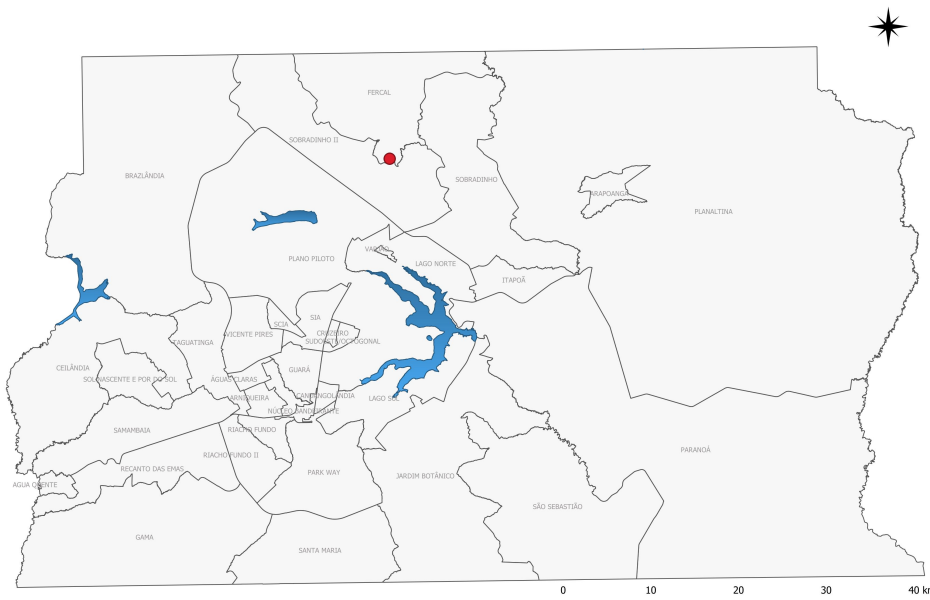 FERCAL
SOBRADINHO II
BRAZLÂNDIA
SOBRADINHO
ARAPOANGA
PLANALTINA
VARJÃO
PLANO PILOTO
LAGO NORTE
ITAPOÃ
SIA
SCIA
VICENTE PIRES
CRUZEIRO
SUDOESTE/OCTOGONAL
TAGUATINGA
CEILÂNDIA
GUARÁ
SOL NASCENTE E POR DO SOL
ÁGUAS CLARAS
ARNIQUEIRA
CANDANGOLÂNDIA
LAGO SUL
NÚCLEO BANDEIRANTE
SAMAMBAIA
RIACHO FUNDO
PARANOÁ
RIACHO FUNDO II
RECANTO DAS EMAS
PARK WAY
JARDIM BOTÂNICO
AGUA QUENTE
SÃO SEBASTIÃO
GAMA
SANTA MARIA
0 10 20 30 40 km